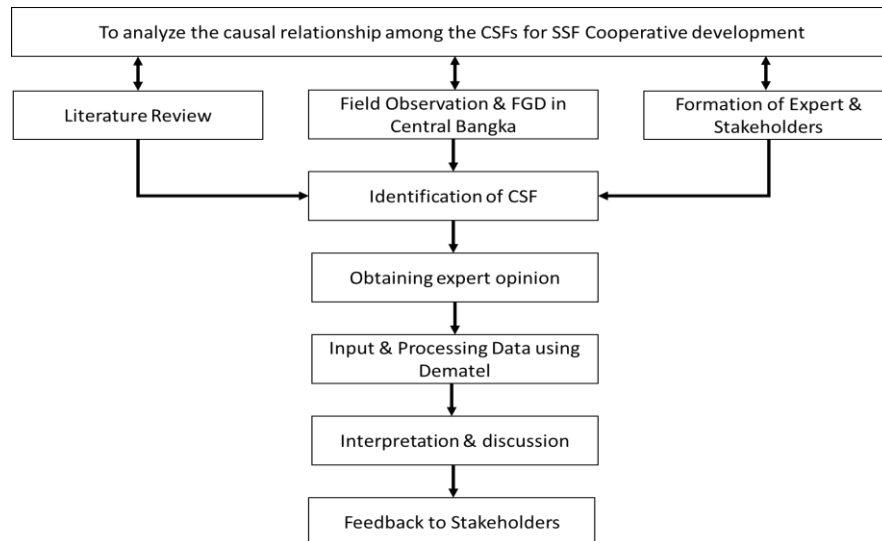 To analyze the causal relationship among the CSFs for SSF Cooperative development
Literature Review
Field Observation & FGD in
Central Bangka
Formation of Expert &
Stakeholders
Identification of CSF
Obtaining expert opinion
Input & Processing Data using
Dematel
Interpretation & discussion
Feedback to Stakeholders